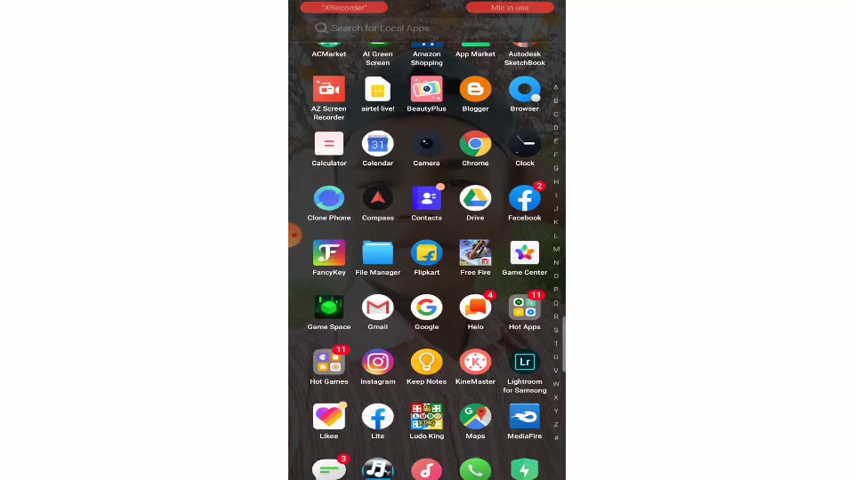 "XRecorder" Mic in use
Search for Local Apps
ACMarket AI Green Screen Amazon Shopping App Market Autodesk SketchBook
AZ Screen Recorder airtel live! BeautyPlus Blogger Browser
Calculator Calendar Camera Chrome Clock
31
Clone Phone Compass Contacts Drive Facebook
2
FancyKey File Manager Flipkart Free Fire Game Center
Game Space Gmail Google Helo Hot Apps
4 11
Hot Games Instagram Keep Notes KineMaster Lightroom for Samsung
11 Lr
Likee Lite Ludo King Maps MediaFire
LUDO KING
3
A
B
C
D
E
F
G
H
I
J
K
L
M
N
O
P
Q
R
S
T
U
V
W
X
Y
Z
#